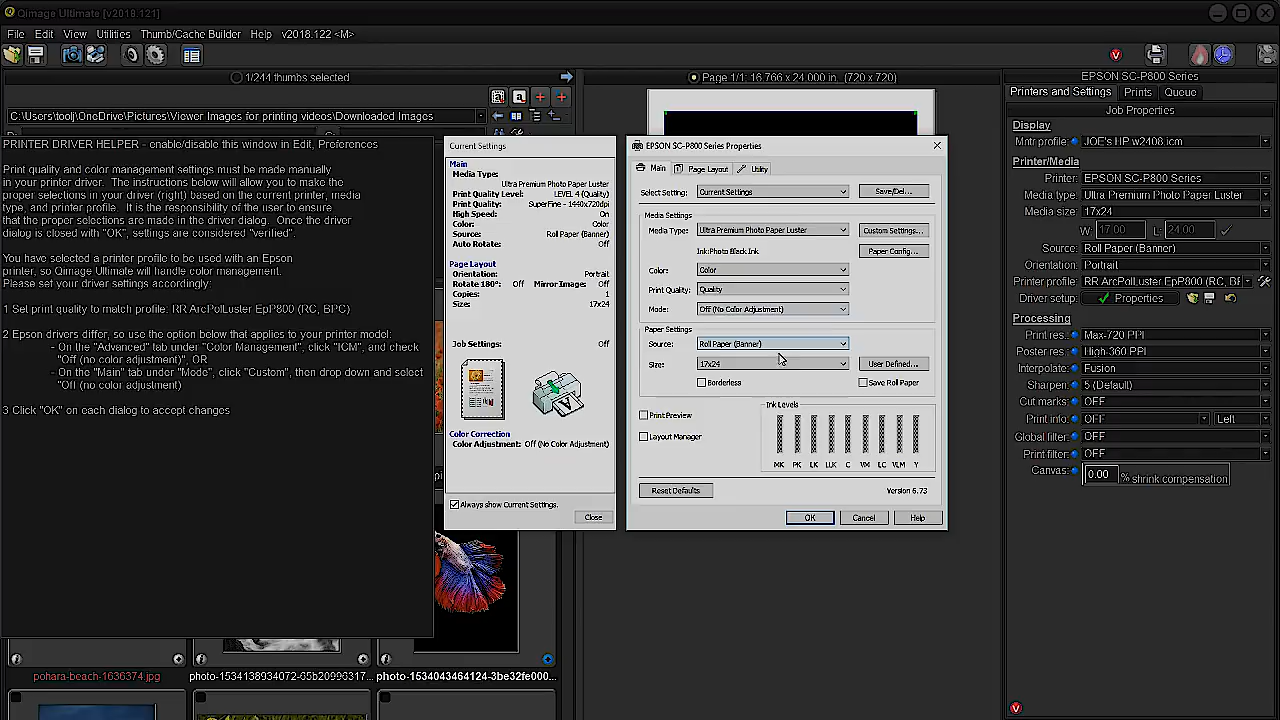 Qimage Ultimate [v2018.121]
File Edit View Utilities Thumb/Cache Builder Help v2018.122 <M>
1/244 thumbs selected
Page 1/1: 16.766 x 24.000 in. (720 x 720)
EPSON SC-P800 Series
Printers and Settings Prints Queue
Job Properties
C:\Users\toolj\OneDrive\Pictures\Viewer Images for printing videos\Downloaded Images
PRINTER DRIVER HELPER - enable/disable this window in Edit, Preferences
Print quality and color management settings must be made manually
in your printer driver. The instructions below will allow you to make the
proper selections in your driver (right) based on the current printer, media
type, and printer profile. It is the responsibility of the user to ensure
that the proper selections are made in the driver dialog. Once the driver
dialog is closed with "OK", settings are considered "verified".
You have selected a printer profile to be used with an Epson
printer, so Qimage Ultimate will handle color management.
Please set your driver settings accordingly:
1 Set print quality to match profile: RR ArcPolLuster EpP800 (RC, BPC)
2 Epson drivers differ, so use the option below that applies to your printer model:
- On the "Advanced" tab under "Color Management", click "ICM", and check
"Off (no color adjustment)", OR
- On the "Main" tab under "Mode", click "Custom", then drop down and select
"Off (no color adjustment)
3 Click "OK" on each dialog to accept changes
Current Settings
Main
Media Type:
Ultra Premium Photo Paper Luster
Print Quality Level: LEVEL 4 (Quality)
Print Quality: SuperFine - 1440x720dpi
High Speed: On
Color: Color
Source: Roll Paper (Banner)
Auto Rotate: Off
Page Layout
Orientation: Portrait
Rotate 180°: Off Mirror Image: Off
Copies: 1
Size: 17x24
Job Settings: Off
Color Correction
Color Adjustment: Off (No Color Adjustment)
Always show Current Settings.
Close
EPSON SC-P800 Series Properties
Main Page Layout Utility
Select Setting: Current Settings Save/Del...
Media Settings
Media Type: Ultra Premium Photo Paper Luster Custom Settings...
Ink:Photo Black Ink Paper Config...
Color: Color
Print Quality: Quality
Mode: Off (No Color Adjustment)
Paper Settings
Source: Roll Paper (Banner)
Size: 17x24 User Defined...
Borderless Save Roll Paper
Print Preview
Layout Manager
Ink Levels
MK PK LK LLK C VM LC VLM Y
Reset Defaults Version 6.73
OK Cancel Help
Display
Mntr profile: JOE's HP w2408.icm
Printer/Media
Printer: EPSON SC-P800 Series
Media type: Ultra Premium Photo Paper Luster
Media size: 17x24
W: 17.00 L: 24.00
Source: Roll Paper (Banner)
Orientation: Portrait
Printer profile: RR ArcPolLuster EpP800 (RC, BF
Driver setup: Properties
Processing
Print res.: Max-720 PPI
Poster res.: High-360 PPI
Interpolate: Fusion
Sharpen: 5 (Default)
Cut marks: OFF
Print info: OFF Left
Global filter: OFF
Print filter: OFF
Canvas: 0.00 % shrink compensation
pohara-beach-1636374.jpg
photo-1534138934072-65b20996317...
photo-1534043464124-3be32fe000...